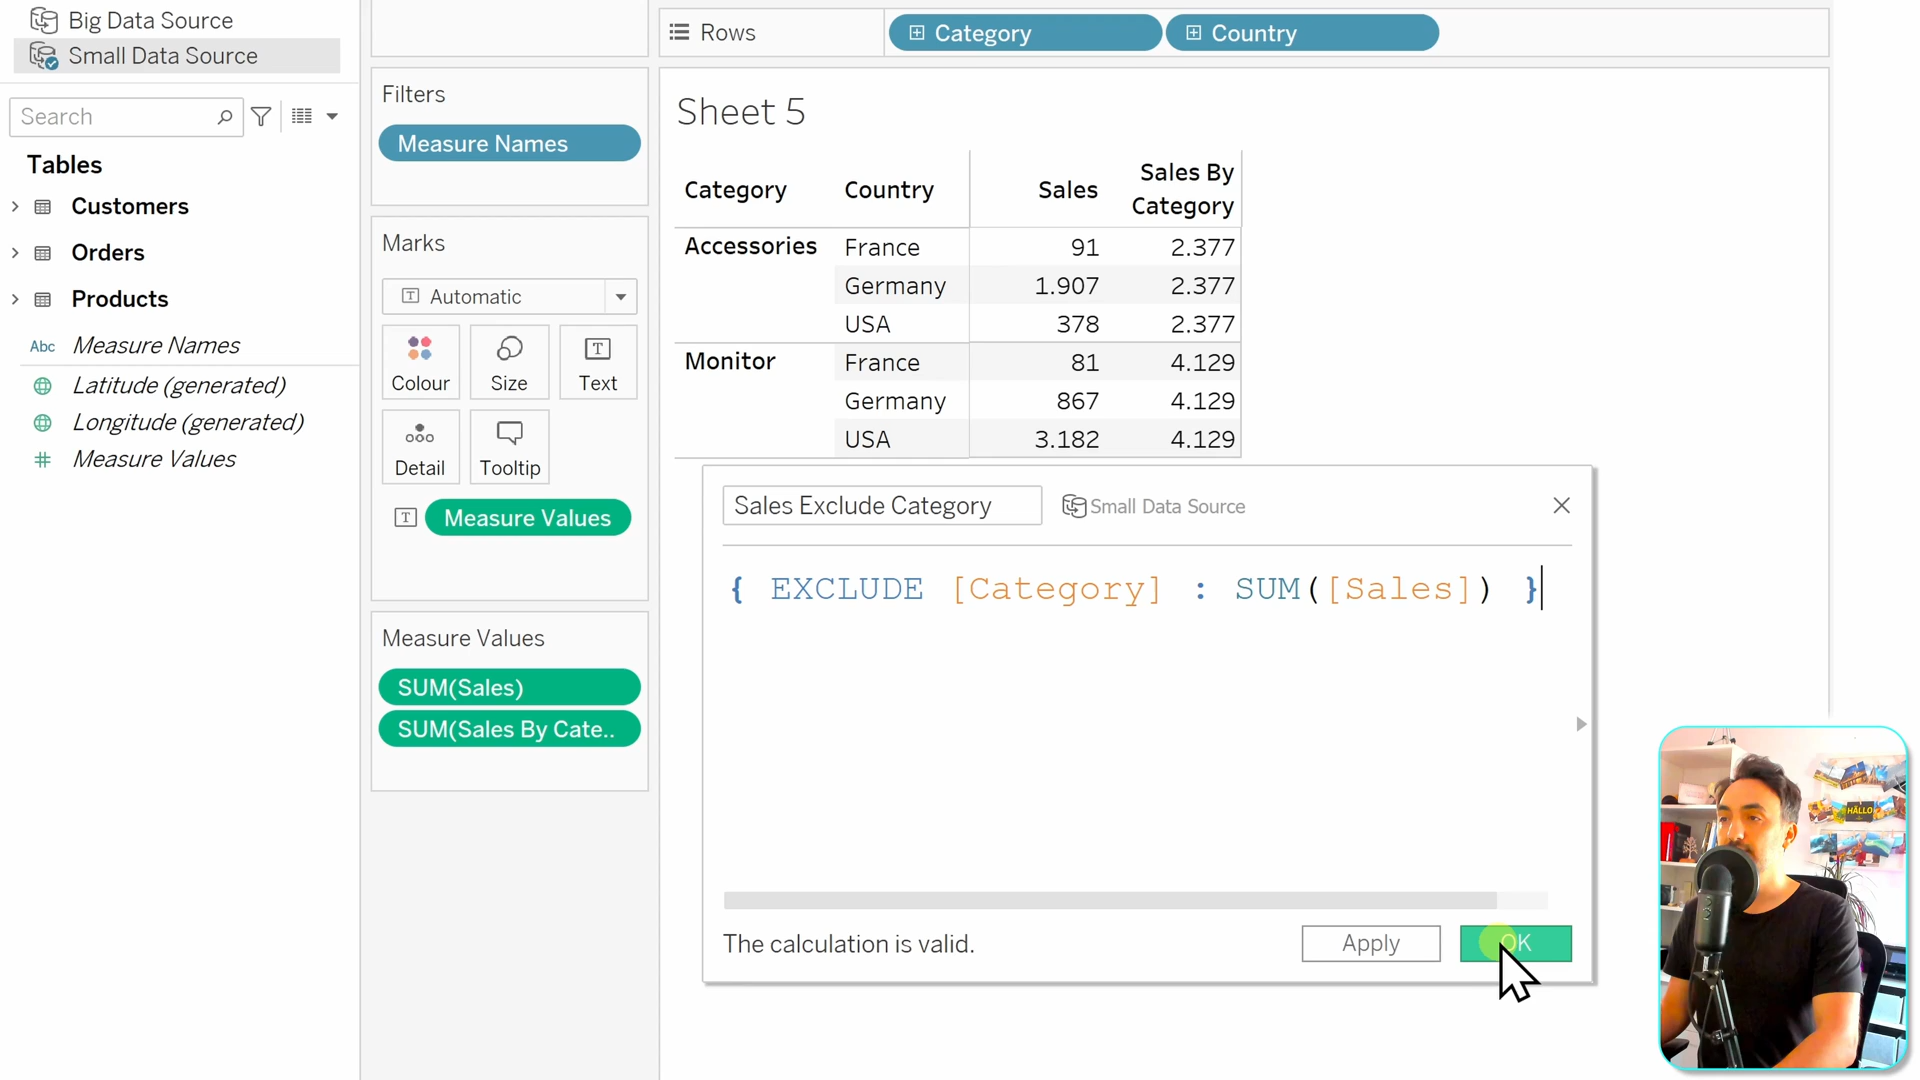 Big Data Source
Small Data Source
Search
Tables
Customers
Orders
Products
Abc Measure Names
Latitude (generated)
Longitude (generated)
Measure Values
Filters
Measure Names
Marks
Automatic
Colour
Size
Text
Detail
Tooltip
Measure Values
Measure Values
SUM(Sales)
SUM(Sales By Cate..
Rows
Category
Country
Sheet 5
Category Country Sales Sales By Category
Accessories France 91 2.377
Germany 1.907 2.377
USA 378 2.377
Monitor France 81 4.129
Germany 867 4.129
USA 3.182 4.129
Sales Exclude Category
Small Data Source
{ EXCLUDE [Category] : SUM([Sales]) }
The calculation is valid.
Apply
OK
HALLO